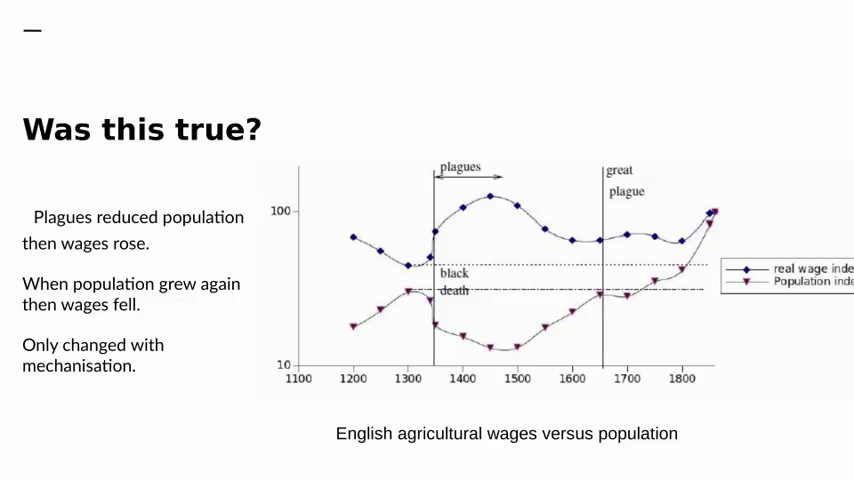 Was this true?
Plagues reduced population
then wages rose.
When population grew again
then wages fell.
Only changed with
mechanisation.
plagues
great
plague
100
black
death
real wage inde
Population inde
10
1100 1200 1300 1400 1500 1600 1700 1800
English agricultural wages versus population